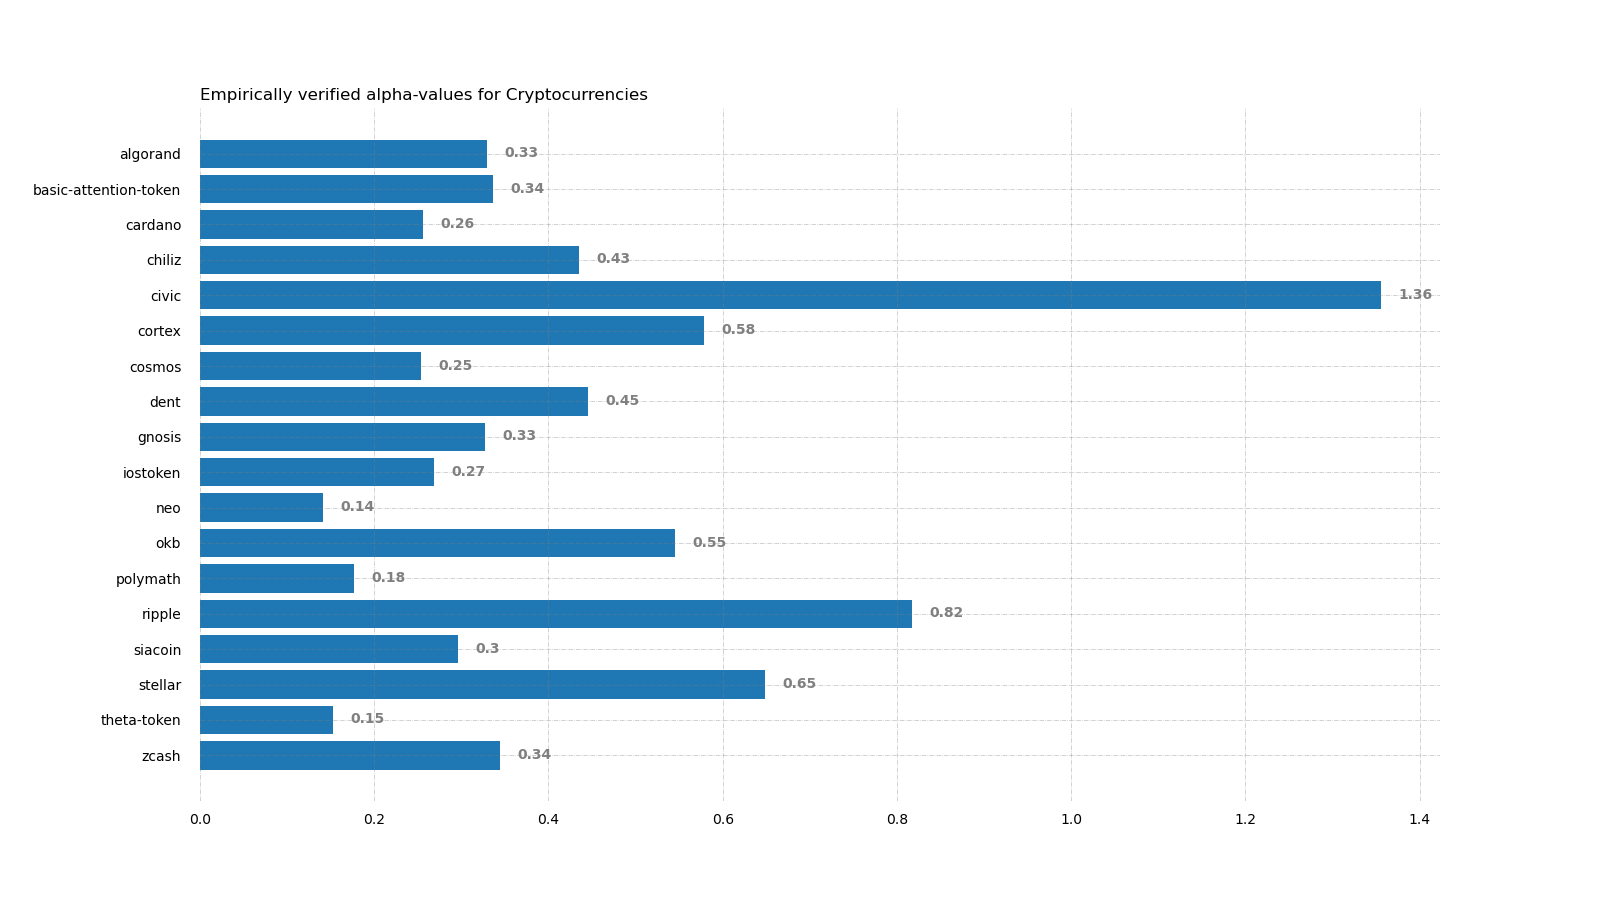 Empirically verified alpha-values for Cryptocurrencies
algorand 0.33
basic-attention-token 0.34
cardano 0.26
chiliz 0.43
civic 1.36
cortex 0.58
cosmos 0.25
dent 0.45
gnosis 0.33
iostoken 0.27
neo 0.14
okb 0.55
polymath 0.18
ripple 0.82
siacoin 0.3
stellar 0.65
theta-token 0.15
zcash 0.34
0.0 0.2 0.4 0.6 0.8 1.0 1.2 1.4